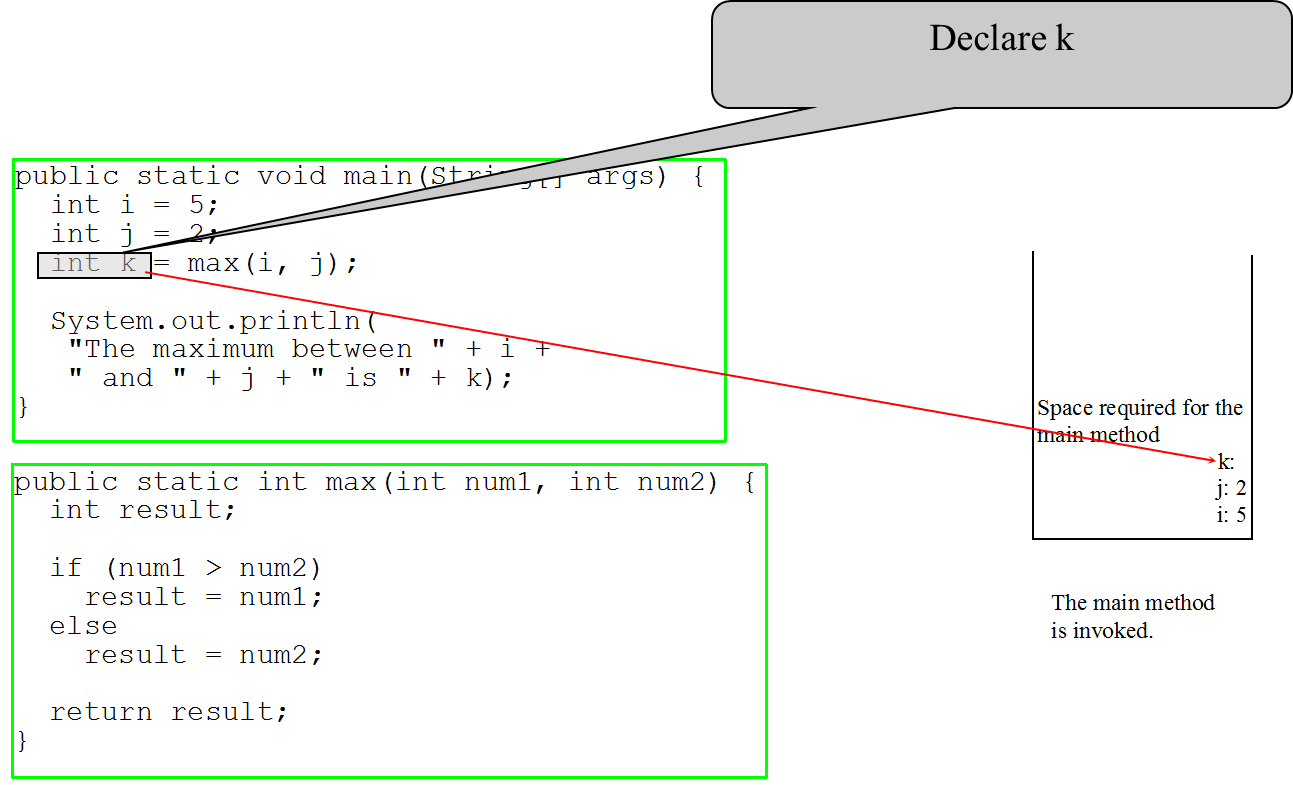 Declare k
public static void main(String[] args) {
  int i = 5;
  int j = 2;
  int k = max(i, j);
  System.out.println(
   "The maximum between " + i +
   " and " + j + " is " + k);
}
public static int max(int num1, int num2) {
  int result;
  if (num1 > num2)
    result = num1;
  else
    result = num2;
  return result;
}
Space required for the
main method
k:
j: 2
i: 5
The main method
is invoked.